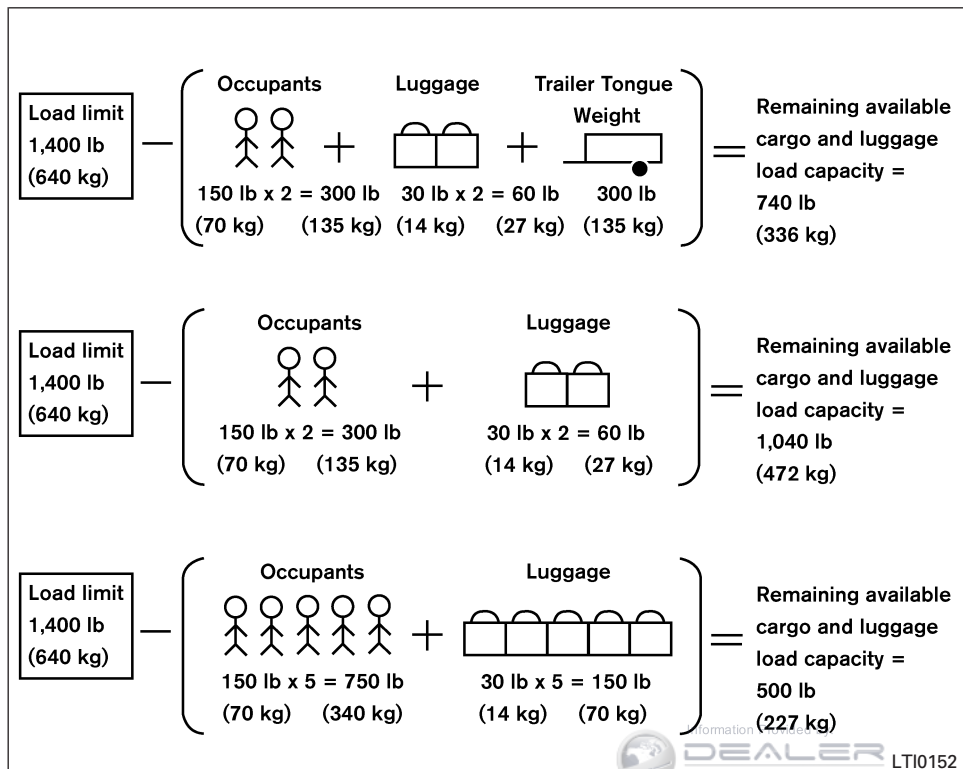 Occupants Luggage Trailer Tongue
Weight
Load limit
1,400 lb
(640 kg)
150 lb x 2 = 300 lb 30 lb x 2 = 60 lb 300 lb
(70 kg) (135 kg) (14 kg) (27 kg) (135 kg)
Remaining available
cargo and luggage
load capacity =
740 lb
(336 kg)
Occupants Luggage
Load limit
1,400 lb
(640 kg)
150 lb x 2 = 300 lb 30 lb x 2 = 60 lb
(70 kg) (135 kg) (14 kg) (27 kg)
Remaining available
cargo and luggage
load capacity =
1,040 lb
(472 kg)
Occupants Luggage
Load limit
1,400 lb
(640 kg)
150 lb x 5 = 750 lb 30 lb x 5 = 150 lb
(70 kg) (340 kg) (14 kg) (70 kg)
Remaining available
cargo and luggage
load capacity =
500 lb
(227 kg)
Information Provided by:
DEALER
LTI0152